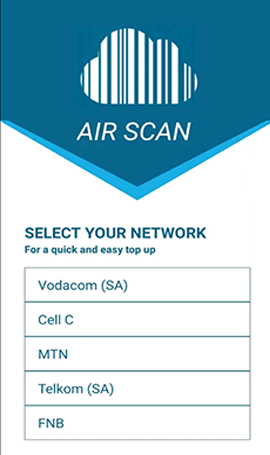 AIR SCAN
SELECT YOUR NETWORK
For a quick and easy top up
Vodacom (SA)
Cell C
MTN
Telkom (SA)
FNB